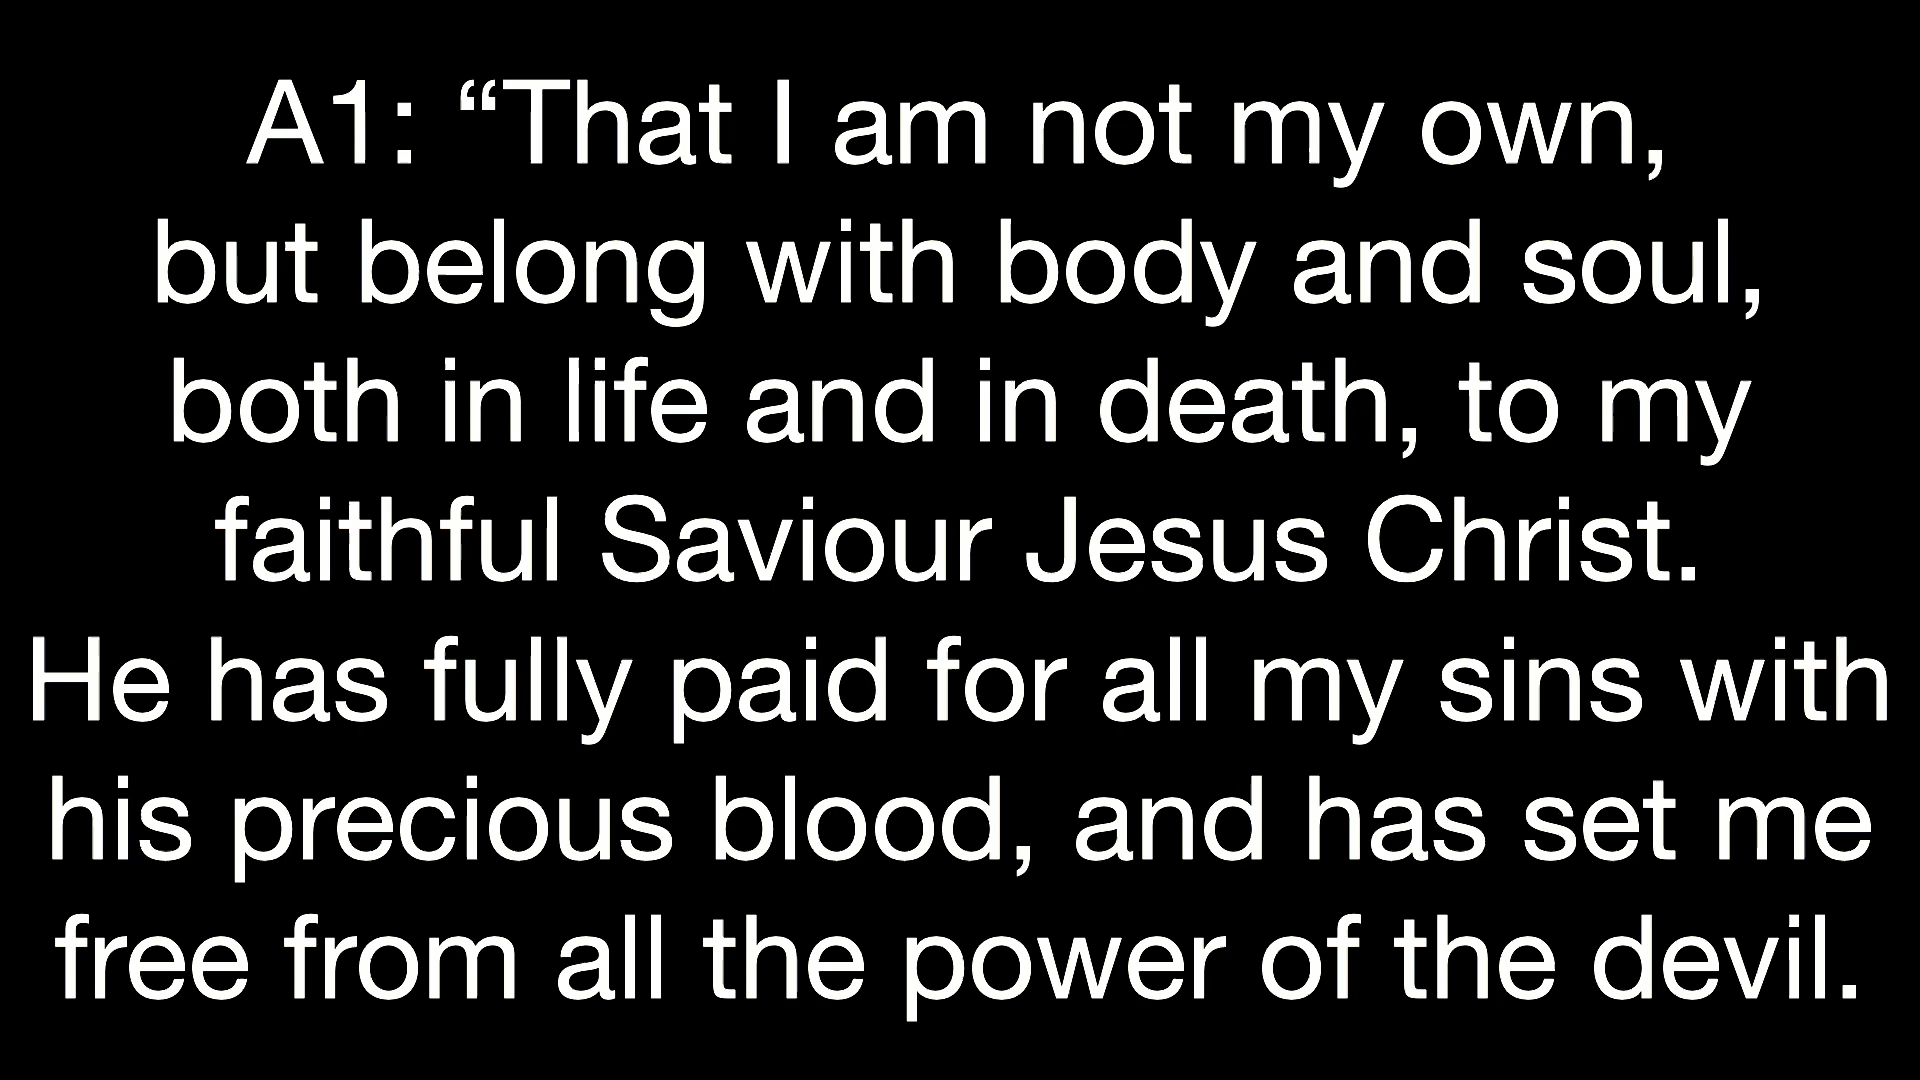 A1: “That I am not my own,
but belong with body and soul,
both in life and in death, to my
faithful Saviour Jesus Christ.
He has fully paid for all my sins with
his precious blood, and has set me
free from all the power of the devil.